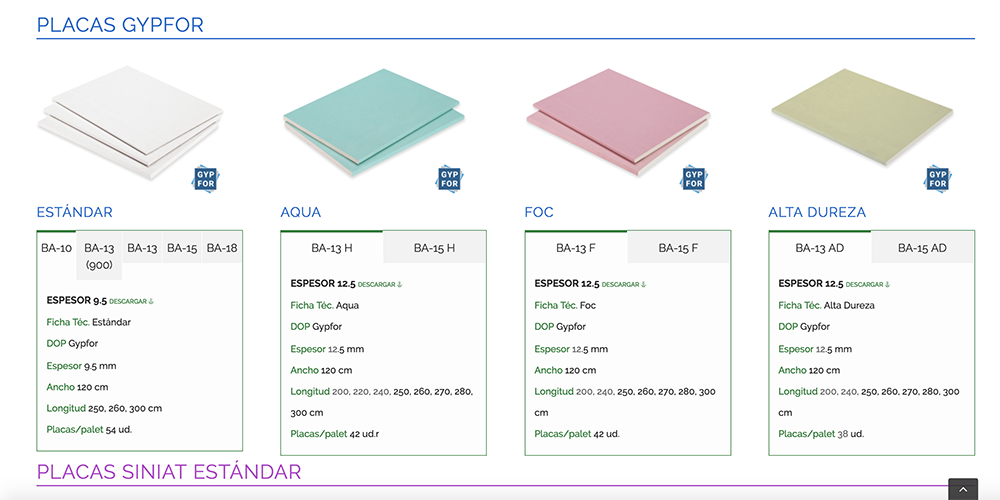 PLACAS GYPFOR
GYP
FOR
GYP
FOR
GYP
FOR
GYP
FOR
ESTÁNDAR
BA-10
BA-13
(900)
BA-13
BA-15
BA-18
ESPESOR 9.5 DESCARGAR
Ficha Téc. Estándar
DOP Gypfor
Espesor 9.5 mm
Ancho 120 cm
Longitud 250, 260, 300 cm
Placas/palet 54 ud.
AQUA
BA-13 H
BA-15 H
ESPESOR 12.5 DESCARGAR
Ficha Téc. Aqua
DOP Gypfor
Espesor 12.5 mm
Ancho 120 cm
Longitud 200, 220, 240, 250, 260, 270, 280,
300 cm
Placas/palet 42 ud.r
FOC
BA-13 F
BA-15 F
ESPESOR 12.5 DESCARGAR
Ficha Téc. Foc
DOP Gypfor
Espesor 12.5 mm
Ancho 120 cm
Longitud 200, 240, 250, 260, 270, 280, 300
cm
Placas/palet 42 ud.
ALTA DUREZA
BA-13 AD
BA-15 AD
ESPESOR 12.5 DESCARGAR
Ficha Téc. Alta Dureza
DOP Gypfor
Espesor 12.5 mm
Ancho 120 cm
Longitud 200, 240, 250, 260, 270, 280, 300
cm
Placas/palet 38 ud.
PLACAS SINIAT ESTÁNDAR